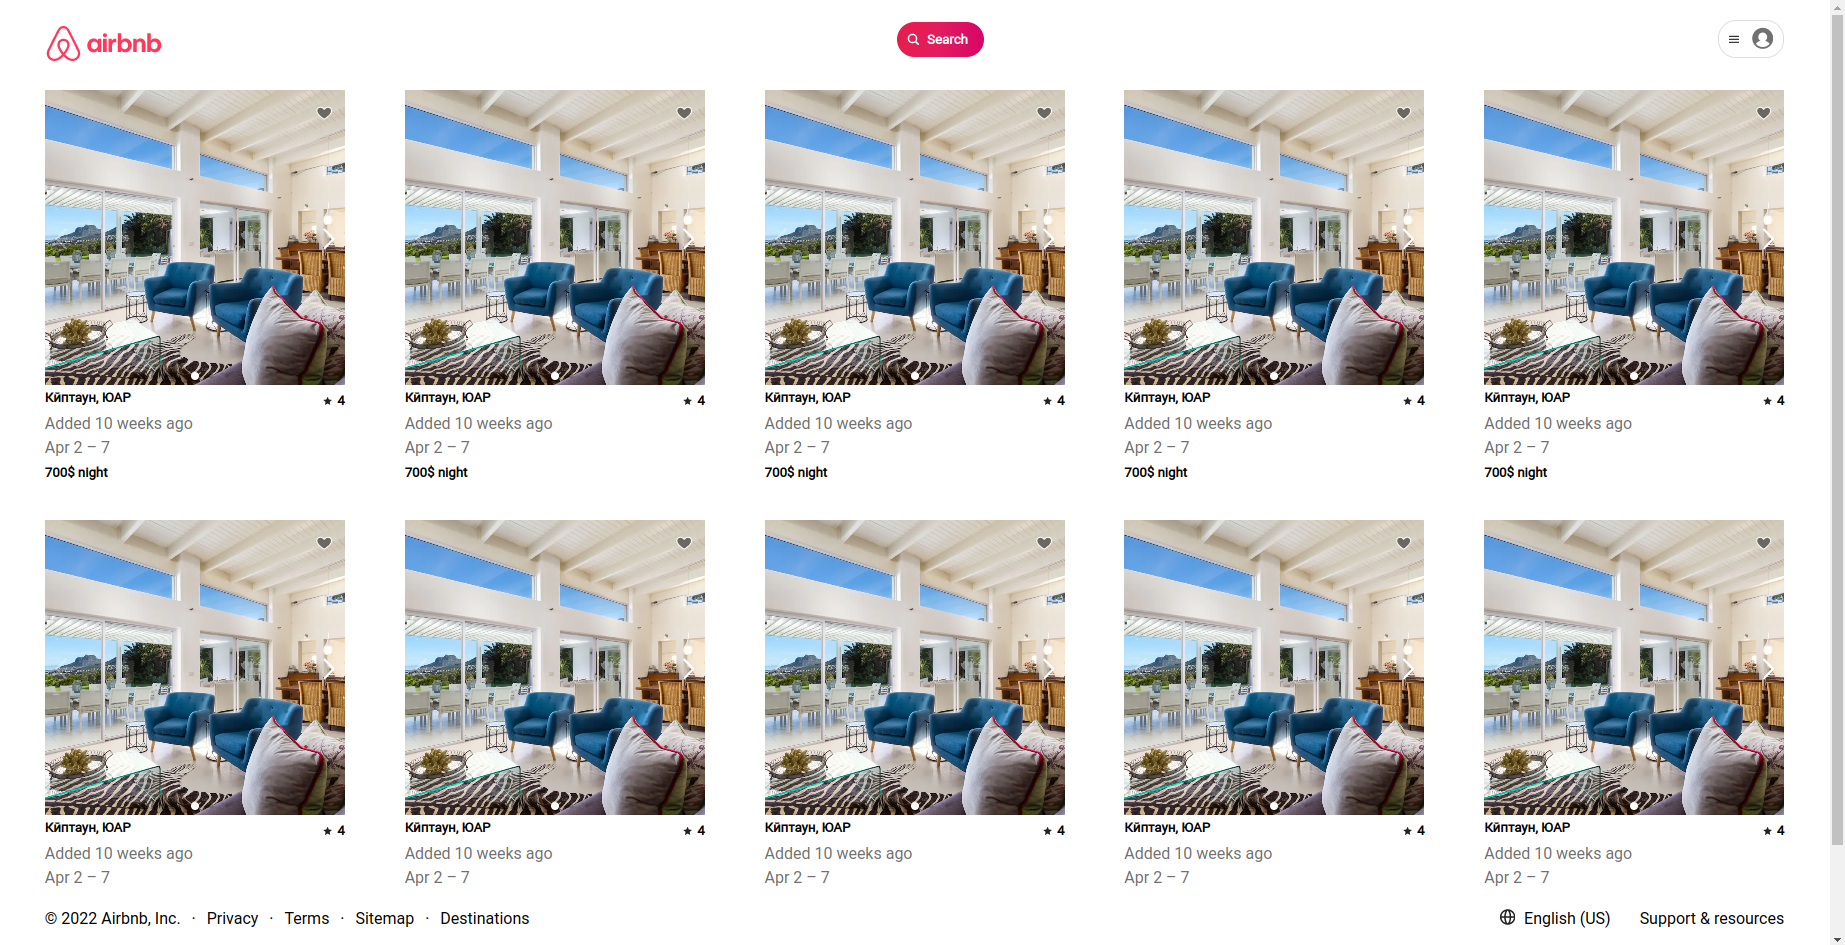 airbnb
Search
Кйптаун, ЮАР ★ 4
Added 10 weeks ago
Apr 2 – 7
700$ night
Кйптаун, ЮАР ★ 4
Added 10 weeks ago
Apr 2 – 7
700$ night
Кйптаун, ЮАР ★ 4
Added 10 weeks ago
Apr 2 – 7
700$ night
Кйптаун, ЮАР ★ 4
Added 10 weeks ago
Apr 2 – 7
700$ night
Кйптаун, ЮАР ★ 4
Added 10 weeks ago
Apr 2 – 7
700$ night
Кйптаун, ЮАР ★ 4
Added 10 weeks ago
Apr 2 – 7
Кйптаун, ЮАР ★ 4
Added 10 weeks ago
Apr 2 – 7
Кйптаун, ЮАР ★ 4
Added 10 weeks ago
Apr 2 – 7
Кйптаун, ЮАР ★ 4
Added 10 weeks ago
Apr 2 – 7
Кйптаун, ЮАР ★ 4
Added 10 weeks ago
Apr 2 – 7
© 2022 Airbnb, Inc. · Privacy · Terms · Sitemap · Destinations
English (US) Support & resources